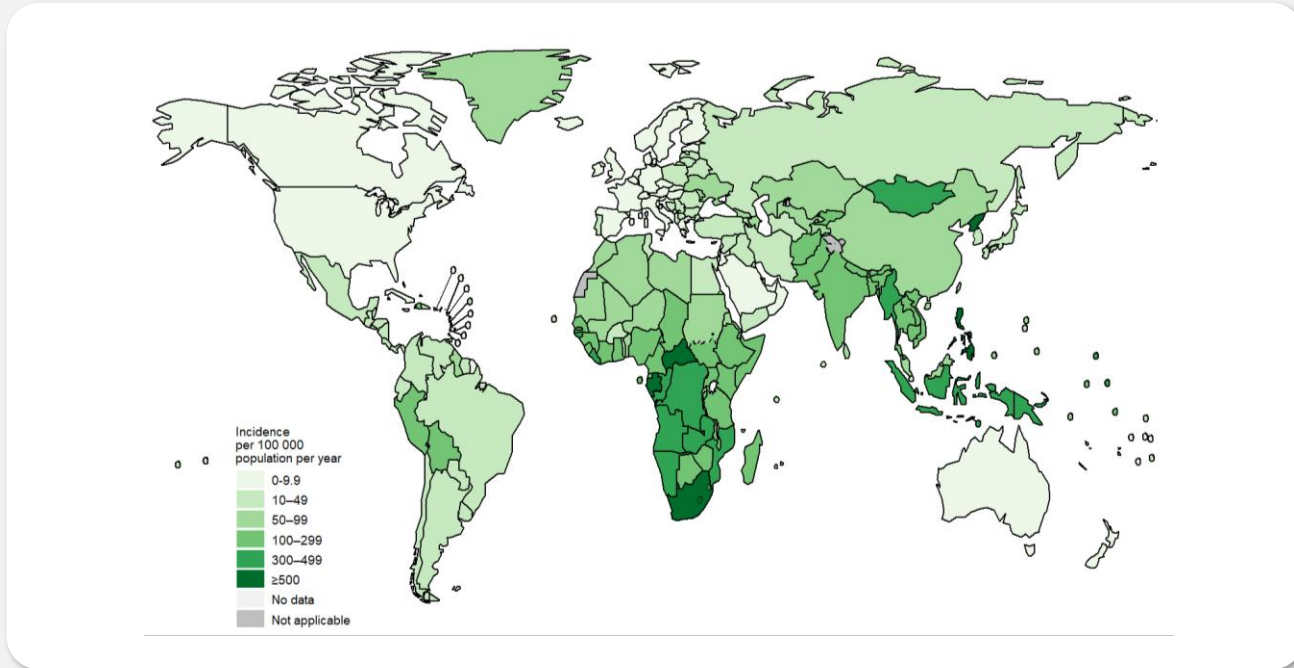 Incidence
per 100 000
population per year
0-9.9
10–49
50–99
100–299
300–499
≥500
No data
Not applicable